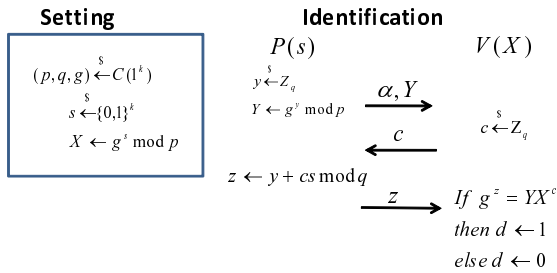 Setting
(p,q,g) $← C(1^k)
s $← {0,1}^k
X ← g^s mod p
Identification
P(s)
V(X)
y $← Z_q
Y ← g^y mod p
α, Y
c $← Z_q
c
z ← y + cs mod q
z
If g^z = YX^c
then d ← 1
else d ← 0